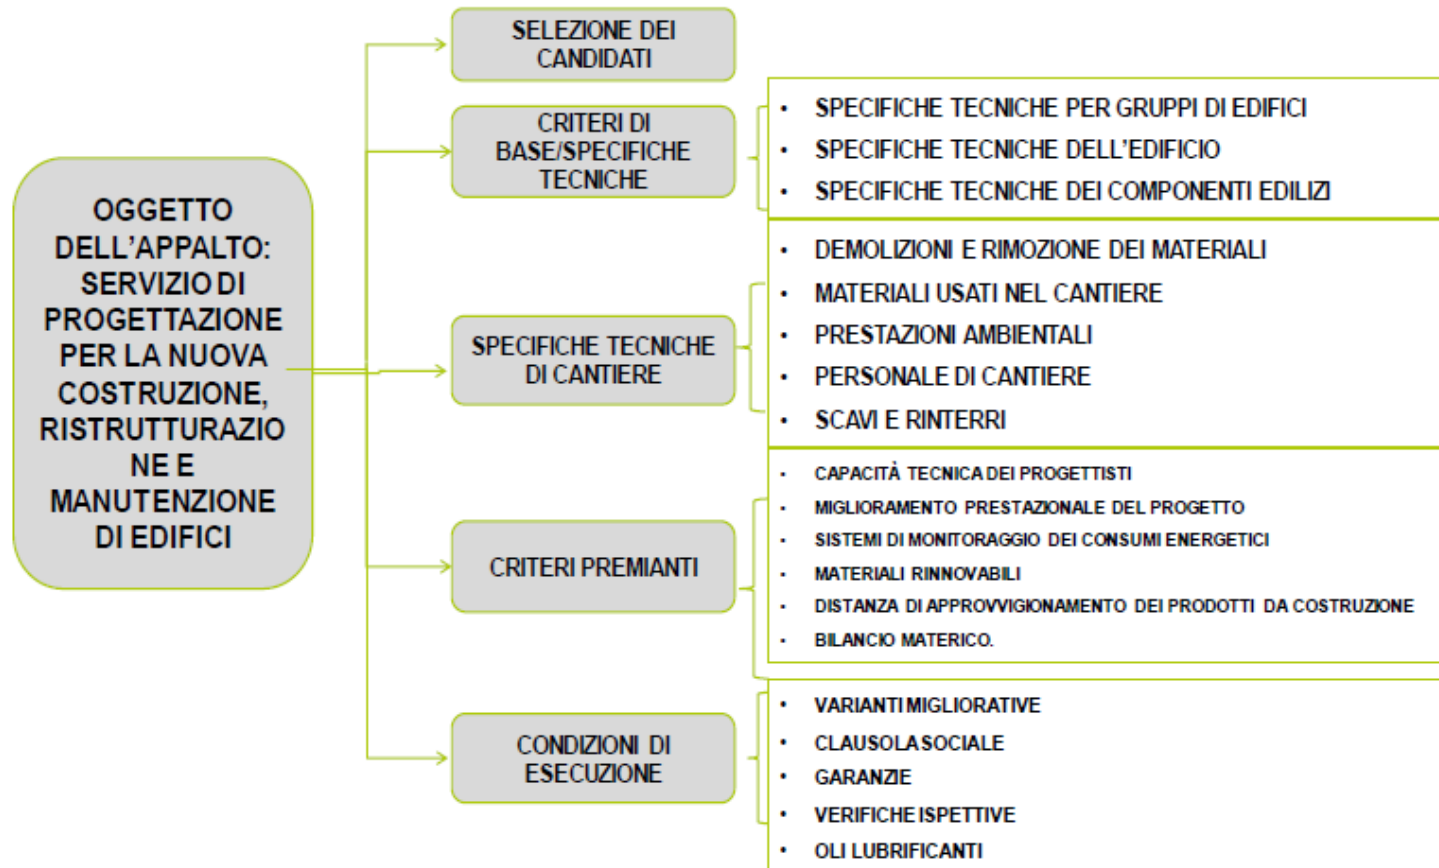 OGGETTO
DELL'APPALTO:
SERVIZIO DI
PROGETTAZIONE
PER LA NUOVA
COSTRUZIONE,
RISTRUTTURAZIO
NE E
MANUTENZIONE
DI EDIFICI
SELEZIONE DEI
CANDIDATI
CRITERI DI
BASE/SPECIFICHE
TECNICHE
• SPECIFICHE TECNICHE PER GRUPPI DI EDIFICI
• SPECIFICHE TECNICHE DELL'EDIFICIO
• SPECIFICHE TECNICHE DEI COMPONENTI EDILIZI
SPECIFICHE TECNICHE
DI CANTIERE
• DEMOLIZIONI E RIMOZIONE DEI MATERIALI
• MATERIALI USATI NEL CANTIERE
• PRESTAZIONI AMBIENTALI
• PERSONALE DI CANTIERE
• SCAVI E RINTERRI
CRITERI PREMIANTI
• CAPACITÀ TECNICA DEI PROGETTISTI
• MIGLIORAMENTO PRESTAZIONALE DEL PROGETTO
• SISTEMI DI MONITORAGGIO DEI CONSUMI ENERGETICI
• MATERIALI RINNOVABILI
• DISTANZA DI APPROVVIGIONAMENTO DEI PRODOTTI DA COSTRUZIONE
• BILANCIO MATERICO.
CONDIZIONI DI
ESECUZIONE
• VARIANTI MIGLIORATIVE
• CLAUSOLA SOCIALE
• GARANZIE
• VERIFICHE ISPETTIVE
• OLI LUBRIFICANTI